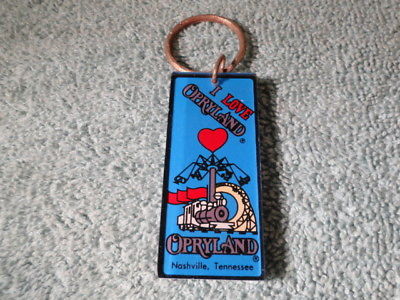 I LOVE
OPRYLAND®
OPRYLAND®
Nashville, Tennessee